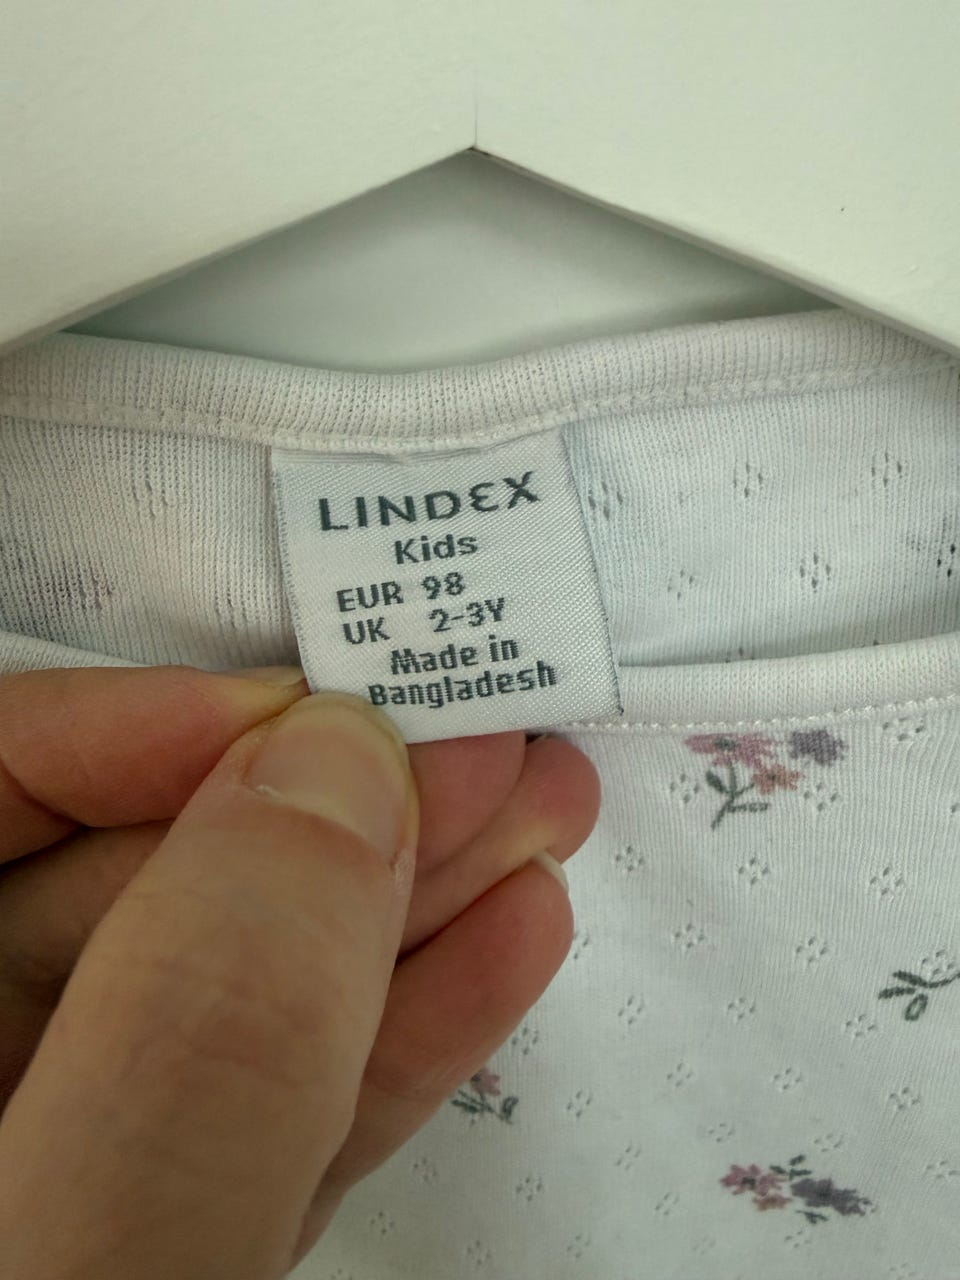 LINDEX
Kids
EUR 98
UK 2-3Y
Made in
Bangladesh